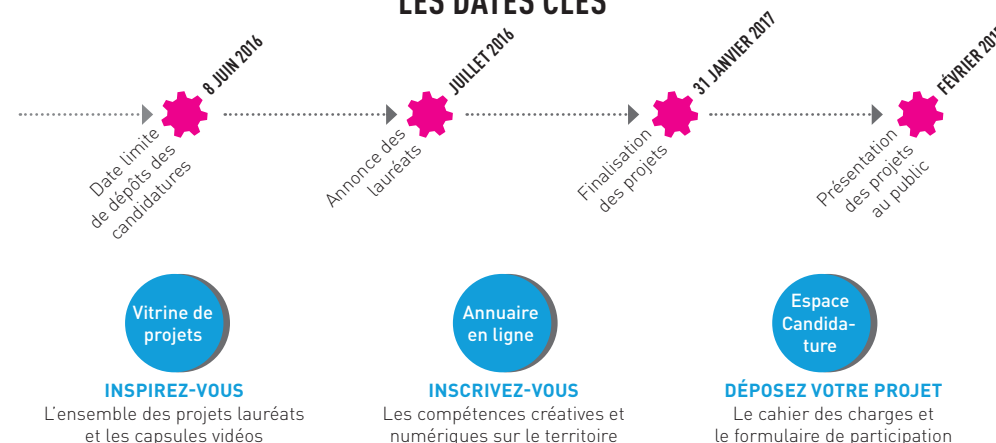 LES DATES CLÉS
8 JUIN 2016
Date limite
de dépôts des
candidatures
JUILLET 2016
Annonce des
lauréats
31 JANVIER 2017
Finalisation
des projets
FÉVRIER
Présentation
des projets
au public
Vitrine de
projets
INSPIREZ-VOUS
L'ensemble des projets lauréats
et les capsules vidéos
Annuaire
en ligne
INSCRIVEZ-VOUS
Les compétences créatives et
numériques sur le territoire
Espace
Candida-
ture
DÉPOSEZ VOTRE PROJET
Le cahier des charges et
le formulaire de participation